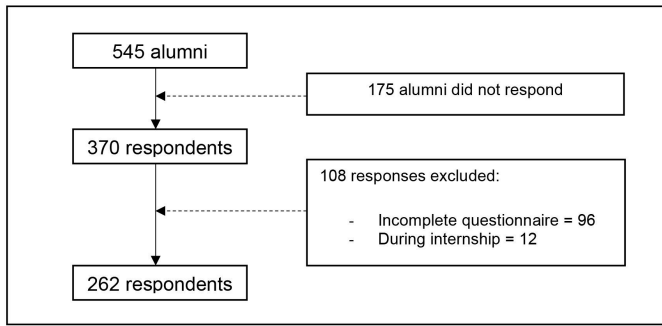 545 alumni
175 alumni did not respond
370 respondents
108 responses excluded:
- Incomplete questionnaire = 96
- During internship = 12
262 respondents